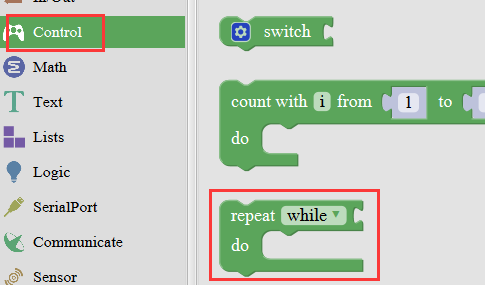 In/Out
Control
Math
Text
Lists
Logic
SerialPort
Communicate
Sensor
switch
count with i from 1 to
do
repeat while
do